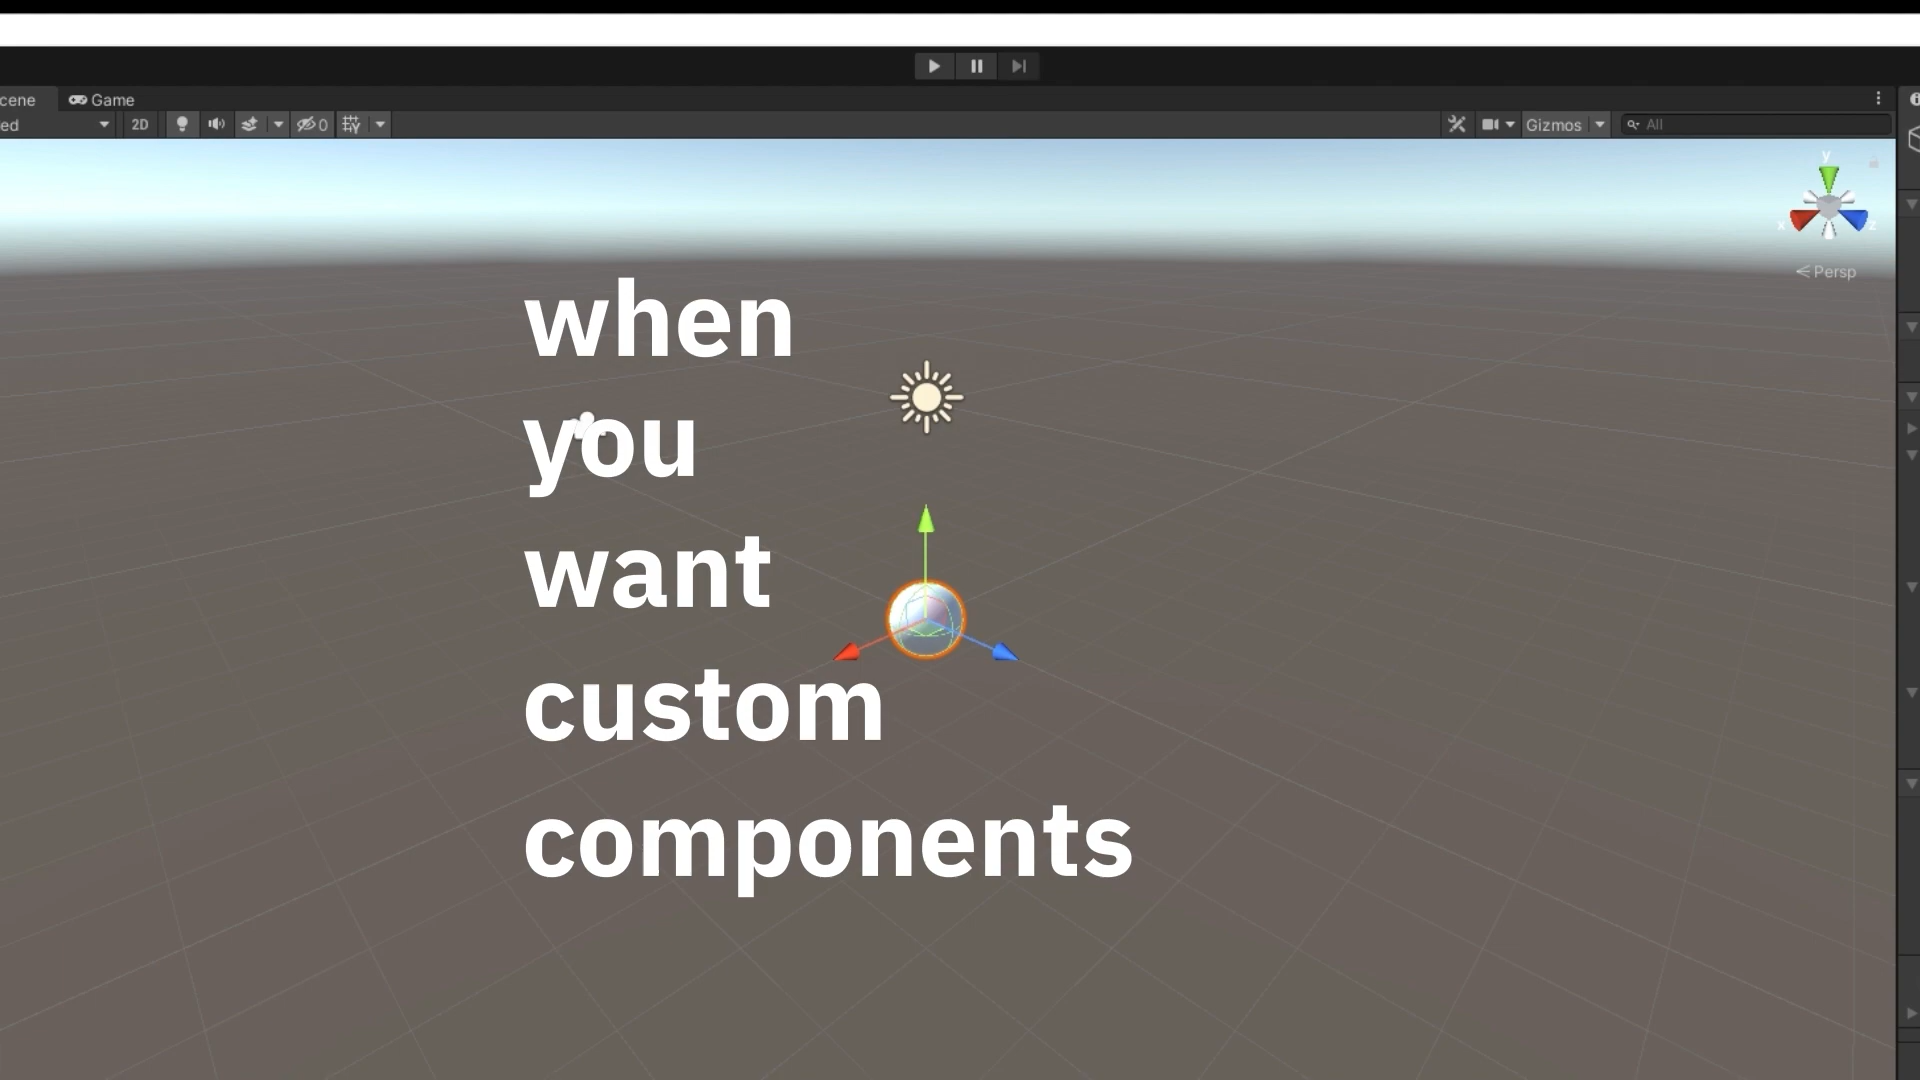 cene Game
ed 2D 0 Gizmos All
y
x z
Persp
when
you
want
custom
components